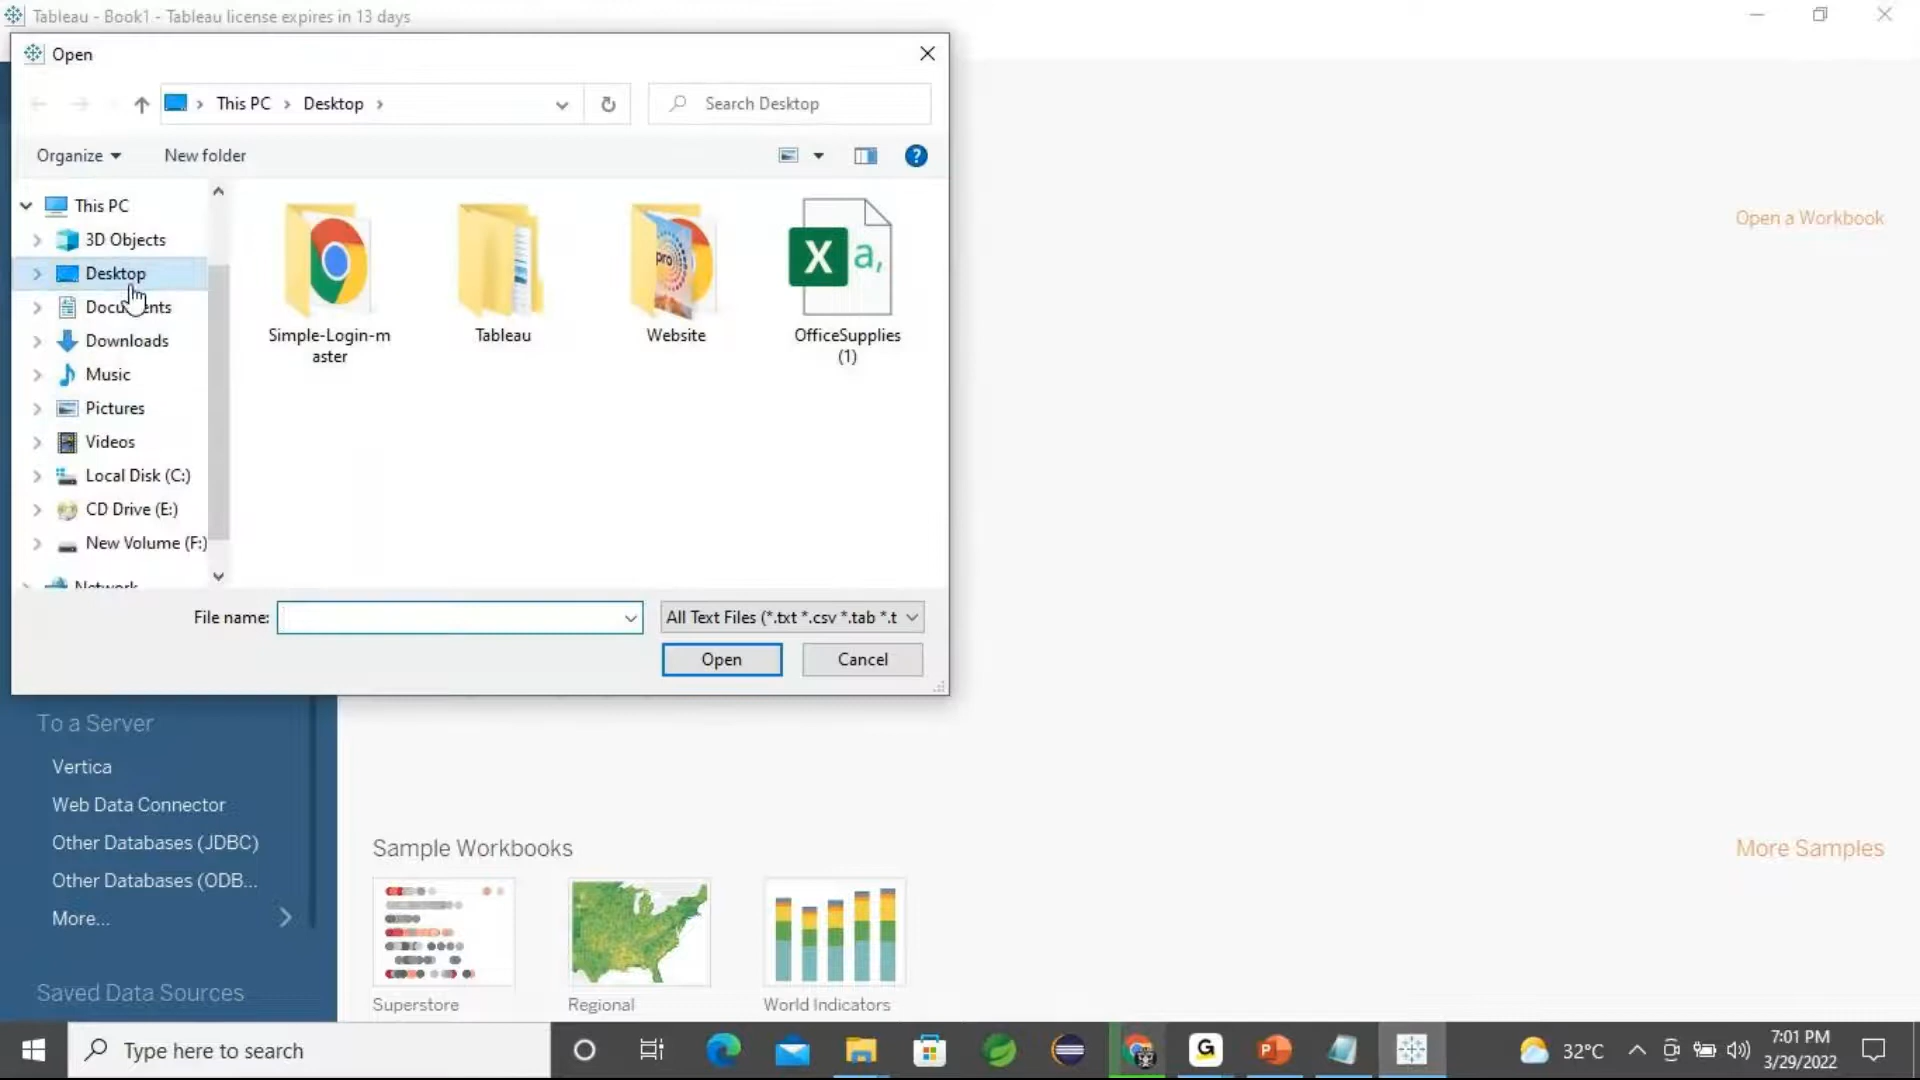 Tableau - Book1 - Tableau license expires in 13 days
Open
This PC
Desktop
Search Desktop
Organize
New folder
This PC
3D Objects
Desktop
Documents
Downloads
Music
Pictures
Videos
Local Disk (C:)
CD Drive (E:)
New Volume (F:)
Network
Simple-Login-m
aster
Tableau
Website
OfficeSupplies
(1)
File name:
All Text Files (*.txt *.csv *.tab *.t
Open
Cancel
Open a Workbook
To a Server
Vertica
Web Data Connector
Other Databases (JDBC)
Other Databases (ODB...
More...
Saved Data Sources
Sample Workbooks
More Samples
Superstore
Regional
World Indicators
Type here to search
32°C
7:01 PM
3/29/2022